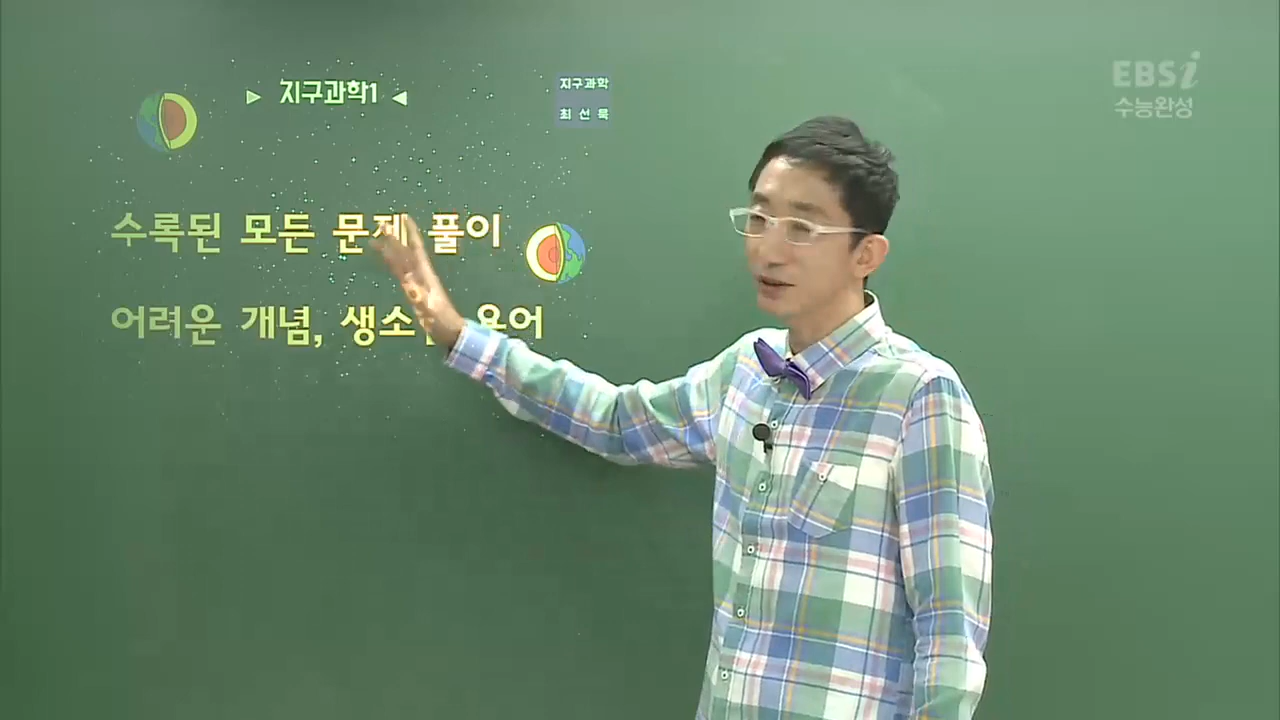 ▷ 지구과학1 ◁
지구과학
최선묵
EBSi
수능완성
수록된 모든 문제 풀이
어려운 개념, 생소한 용어